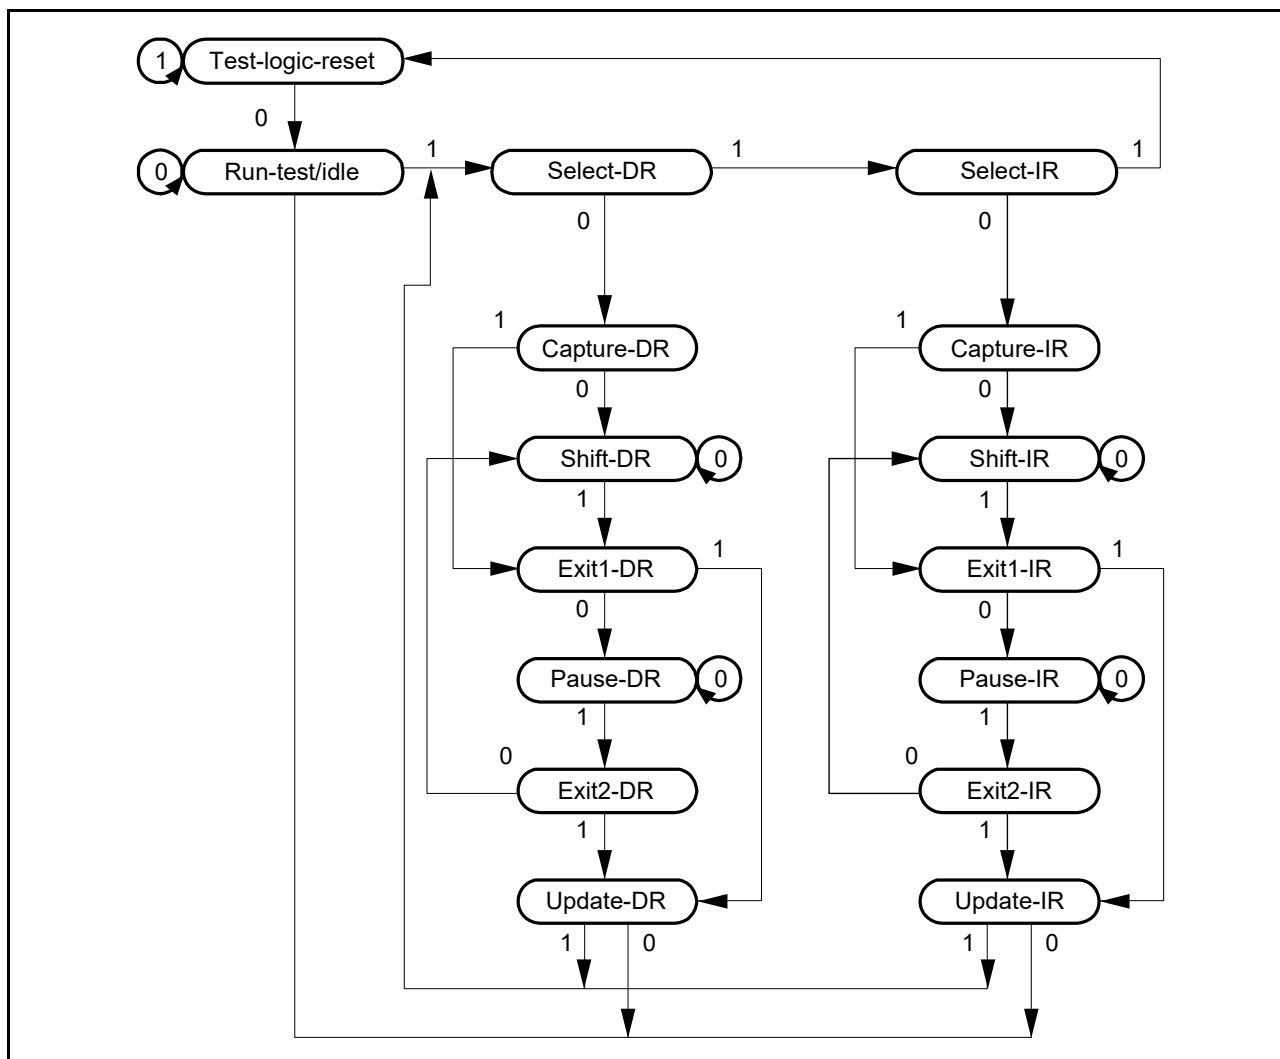 1 Test-logic-reset
0
0 Run-test/idle 1 Select-DR 1 Select-IR 1
0 0
1 1
Capture-DR Capture-IR
0 0
Shift-DR 0 Shift-IR 0
1 1
1 1
Exit1-DR Exit1-IR
0 0
Pause-DR 0 Pause-IR 0
1 1
0 0
Exit2-DR Exit2-IR
1 1
Update-DR Update-IR
1 0 1 0